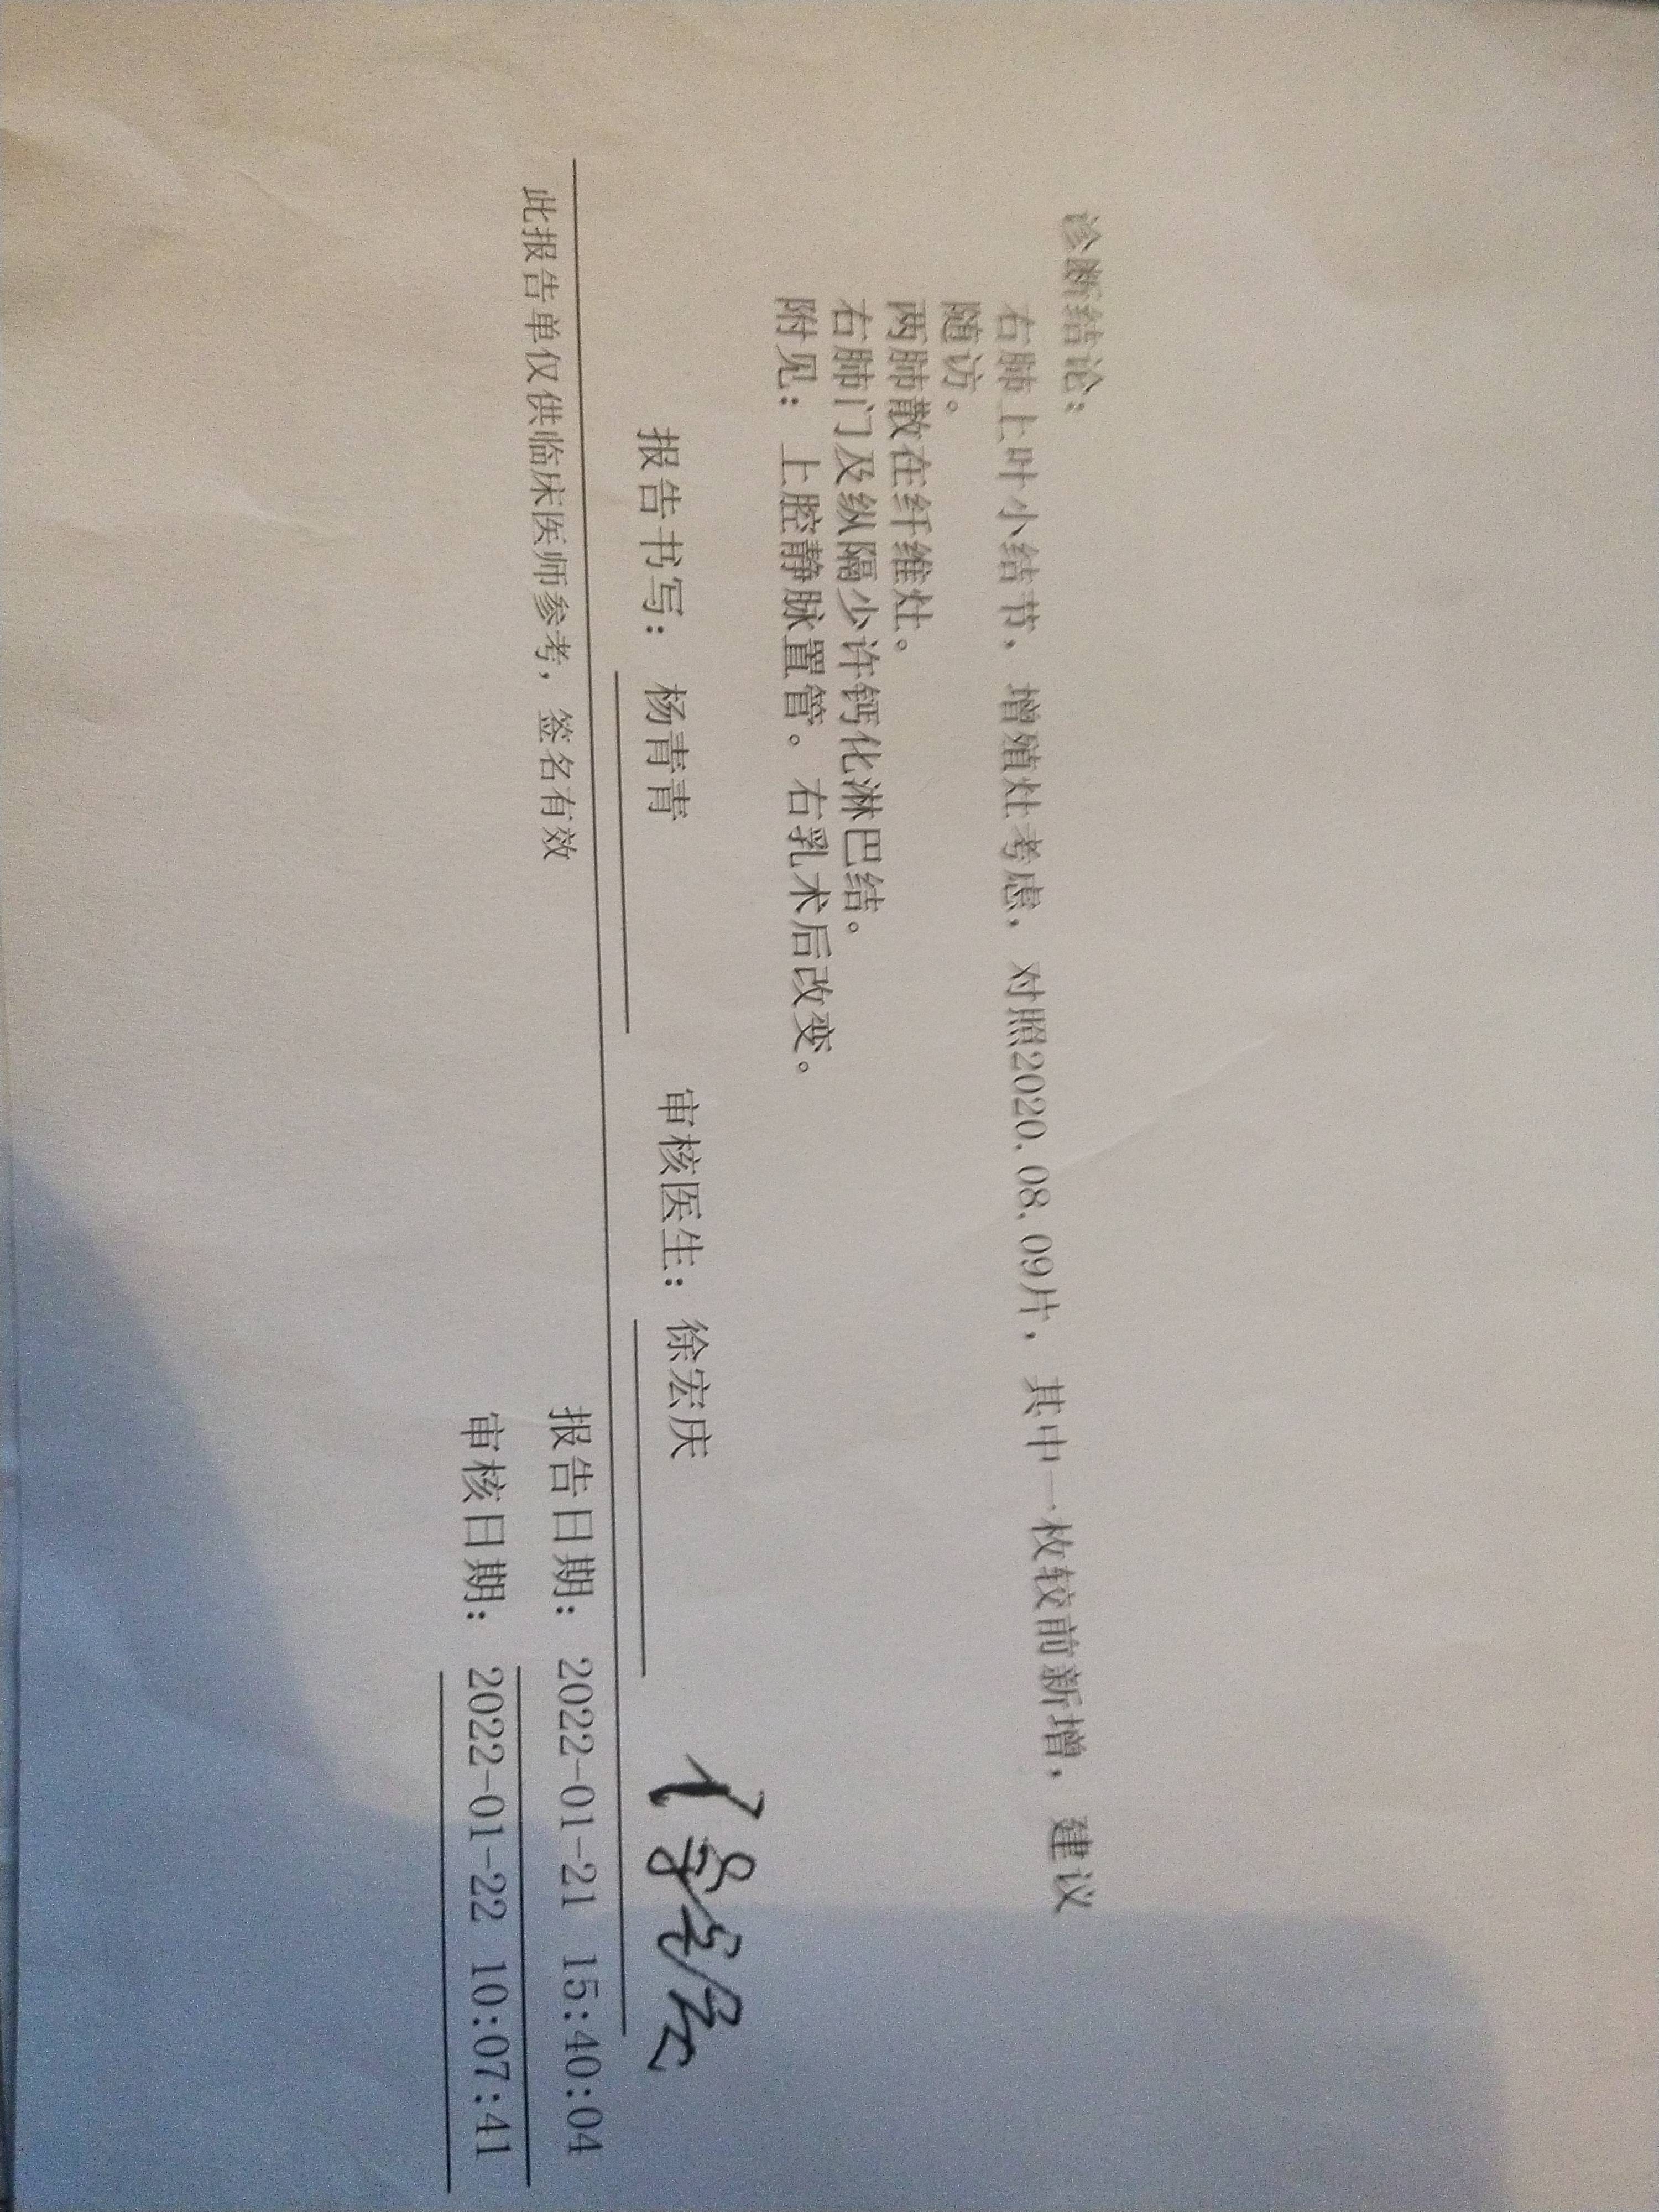 诊断结论：
右肺上叶小结节，增殖灶考虑，对照2020.08.09片，其中一枚较前新增，建议
随访。
两肺散在纤维灶。
右肺门及纵隔少许钙化淋巴结。
附见：上腔静脉置管。右乳术后改变。
报告书写：杨青青 审核医生：徐宏庆
报告日期：2022-01-21 15:40:04
此报告单仅供临床医师参考，签名有效
审核日期：2022-01-22 10:07:41